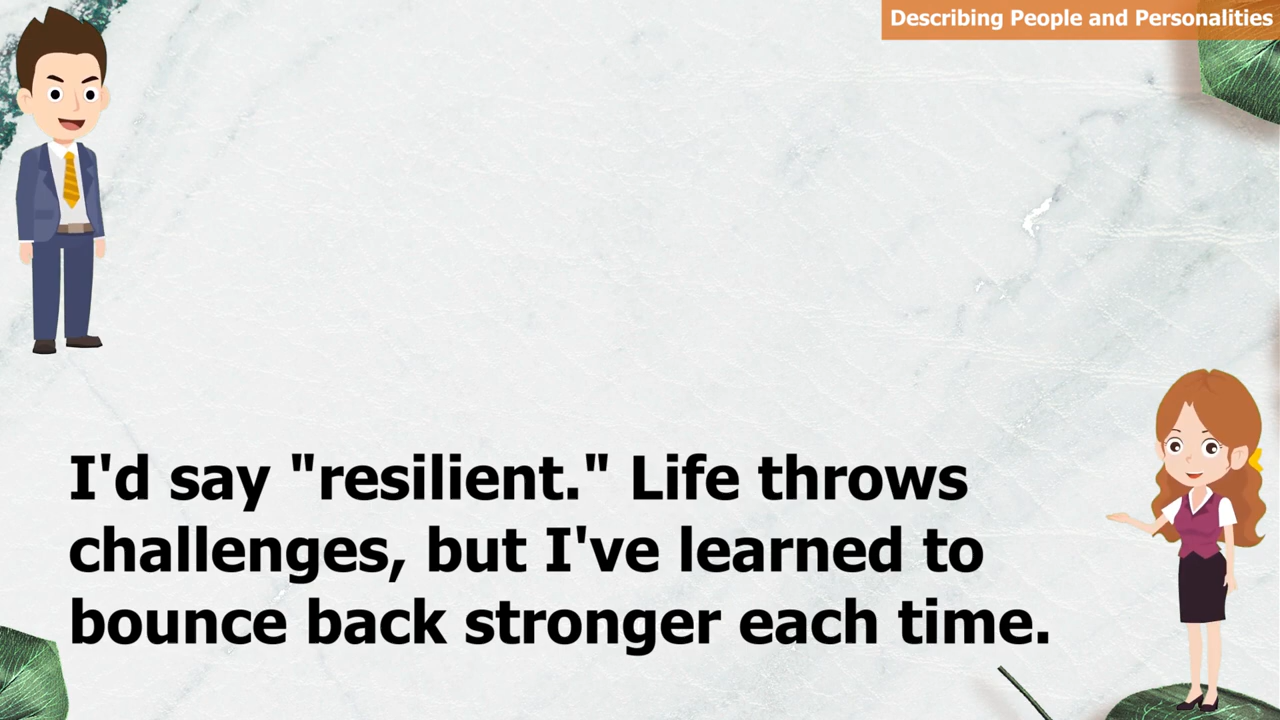 Describing People and Personalities
I'd say "resilient." Life throws
challenges, but I've learned to
bounce back stronger each time.